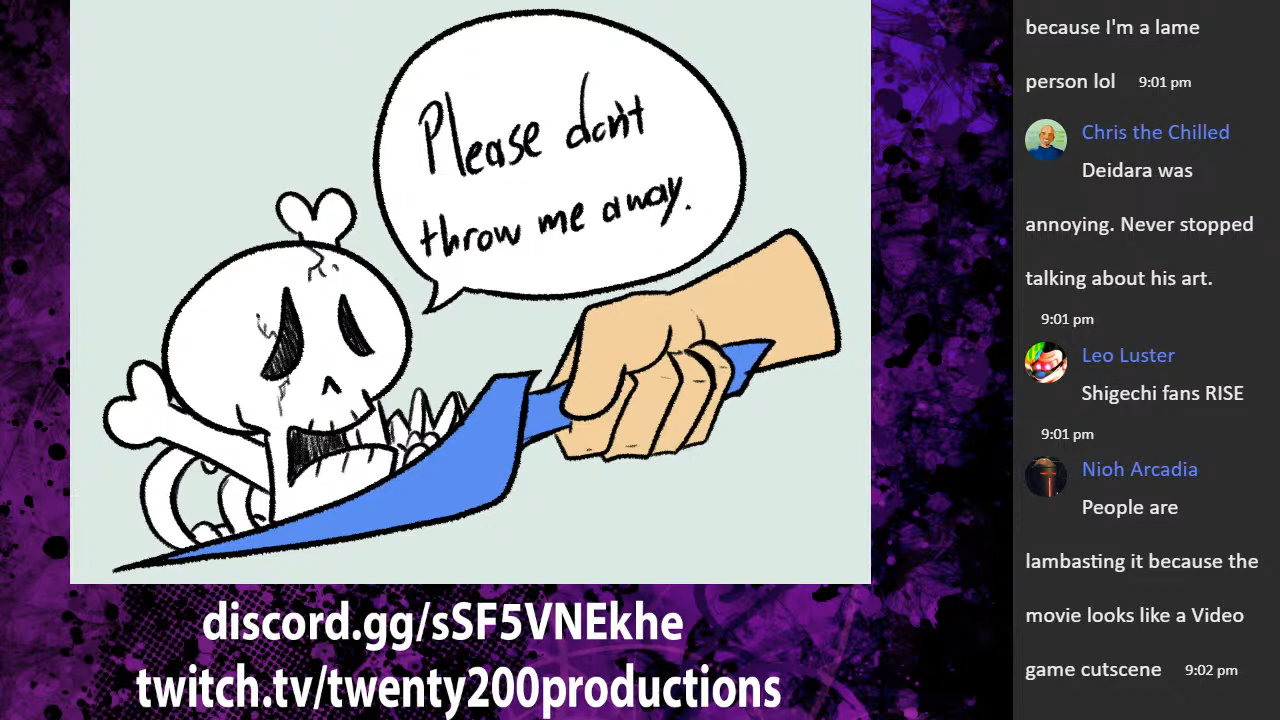 Please don't
throw me away.
discord.gg/sSF5VNEkhe
twitch.tv/twenty200productions
because I'm a lame
person lol 9:01 pm
Chris the Chilled
Deidara was
annoying. Never stopped
talking about his art.
9:01 pm
Leo Luster
Shigechi fans RISE
9:01 pm
Nioh Arcadia
People are
lambasting it because the
movie looks like a Video
game cutscene 9:02 pm